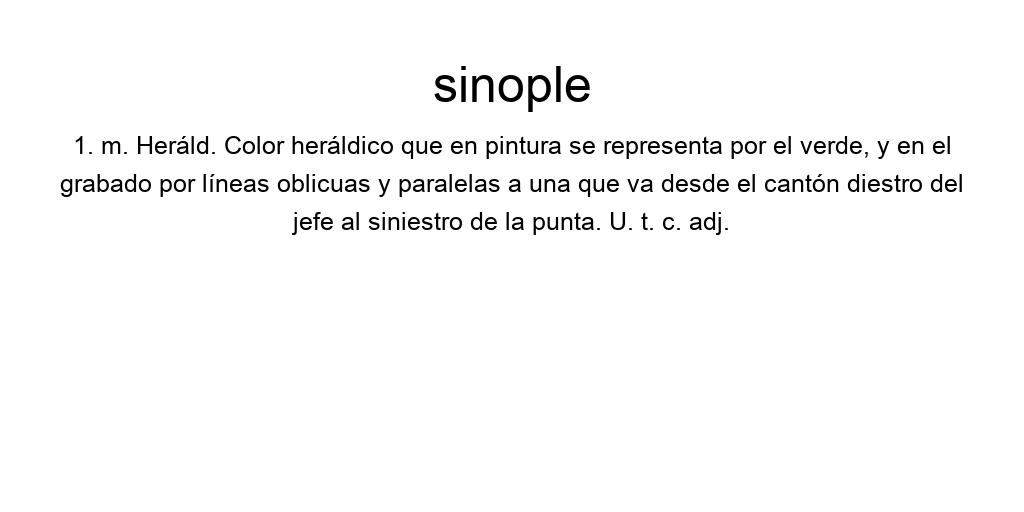 sinople
1. m. Heráld. Color heráldico que en pintura se representa por el verde, y en el
grabado por líneas oblicuas y paralelas a una que va desde el cantón diestro del
jefe al siniestro de la punta. U. t. c. adj.